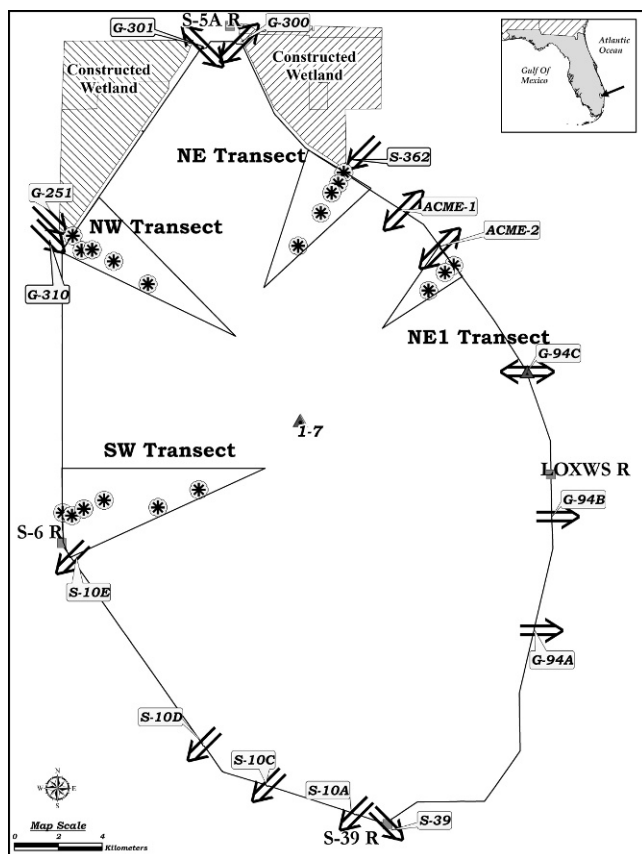 S-5A R
G-301
G-300
Constructed
Wetland
Constructed
Wetland
Atlantic
Ocean
Gulf Of
Mexico
NE Transect
S-362
G-251
NW Transect
ACME-1
ACME-2
G-310
NE1 Transect
G-94C
1-7
SW Transect
LOXWS R
G-94B
S-6 R
S-10E
G-94A
S-10D
S-10C
S-10A
S-39
S-39 R
N
W
E
S
Map Scale
0 2 4
Kilometers